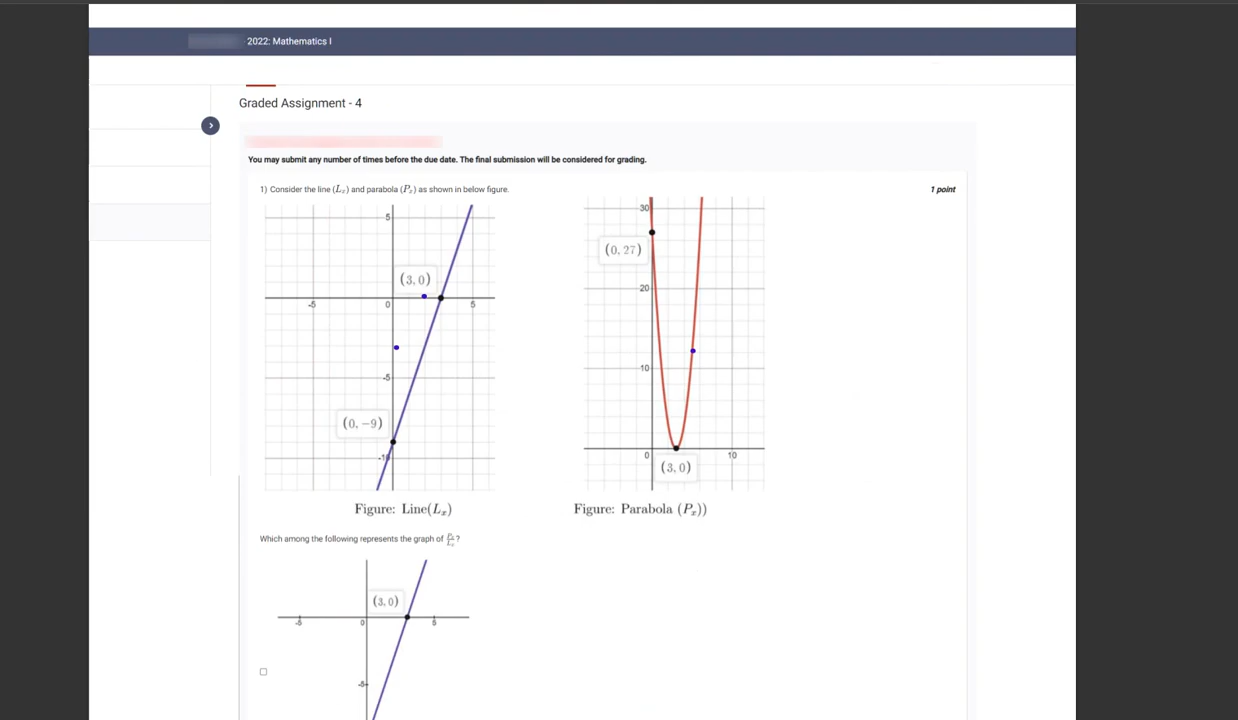 2022: Mathematics I
Graded Assignment - 4
You may submit any number of times before the due date. The final submission will be considered for grading.
1) Consider the line (Lₓ) and parabola (Pₓ) as shown in below figure.
1 point
5
(3, 0)
-5
0
5
-5
(0, −9)
-10
Figure: Line(Lₓ)
30
(0, 27)
20
10
0
10
(3, 0)
Figure: Parabola (Pₓ))
Which among the following represents the graph of Pₓ/Lₓ?
(3, 0)
-5
0
5
-5